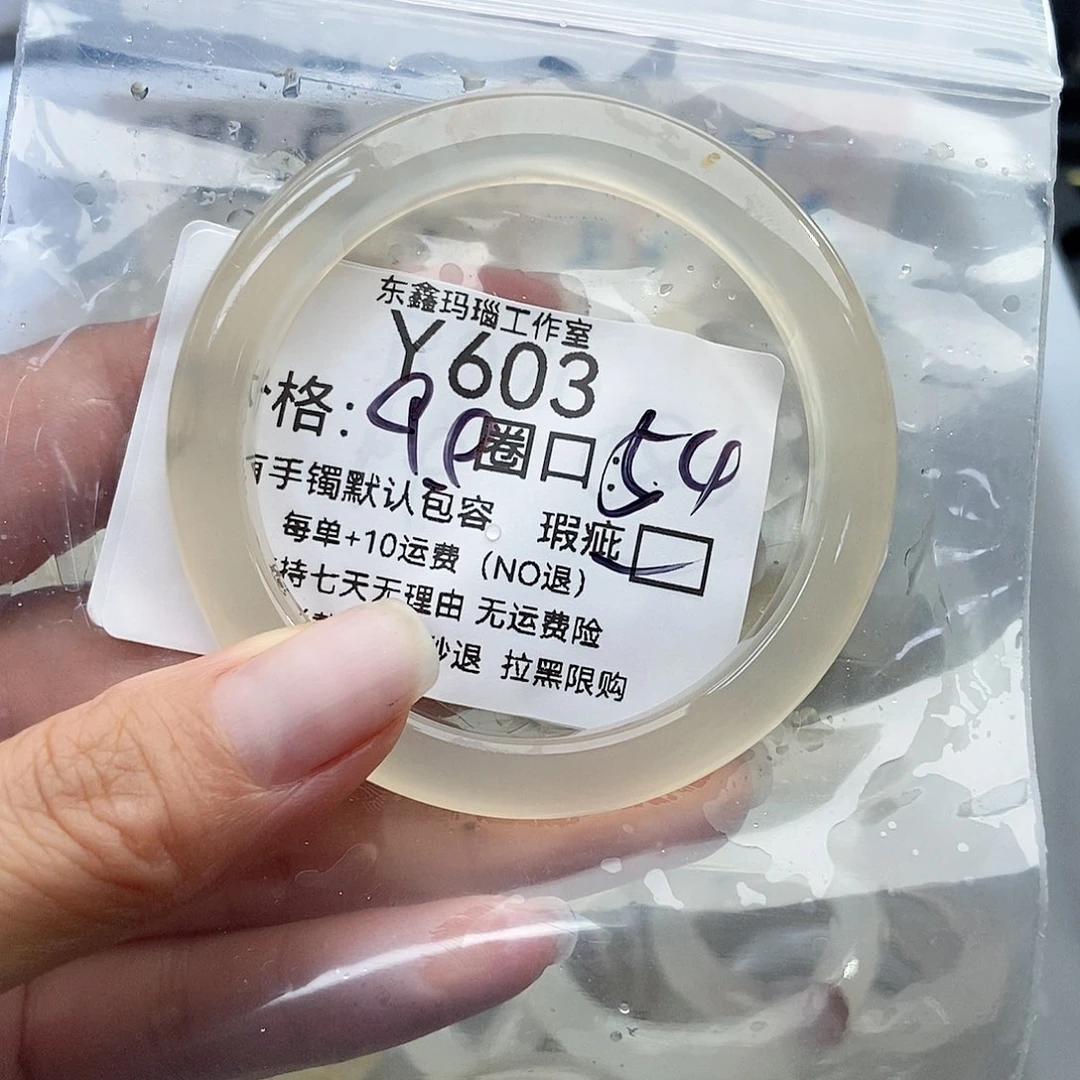 东鑫玛瑙工作室
Y603
格: 90 圈口 54
手镯默认包容 瑕疵
每单+10运费（NO退）
持七天无理由 无运费险
秒退 拉黑限购